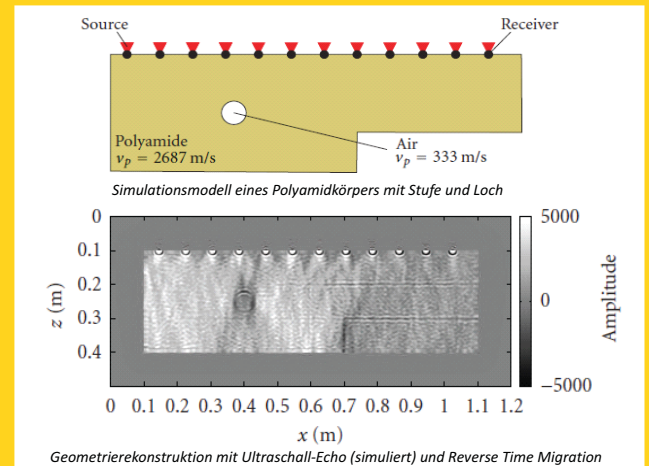 Source
Receiver
Polyamide
vₚ = 2687 m/s
Air
vₚ = 333 m/s
Simulationsmodell eines Polyamidkörpers mit Stufe und Loch
0
0.1
0.2
0.3
0.4
z (m)
0 0.1 0.2 0.3 0.4 0.5 0.6 0.7 0.8 0.9 1 1.1 1.2
x (m)
5000
0
−5000
Amplitude
Geometrierekonstruktion mit Ultraschall-Echo (simuliert) und Reverse Time Migration